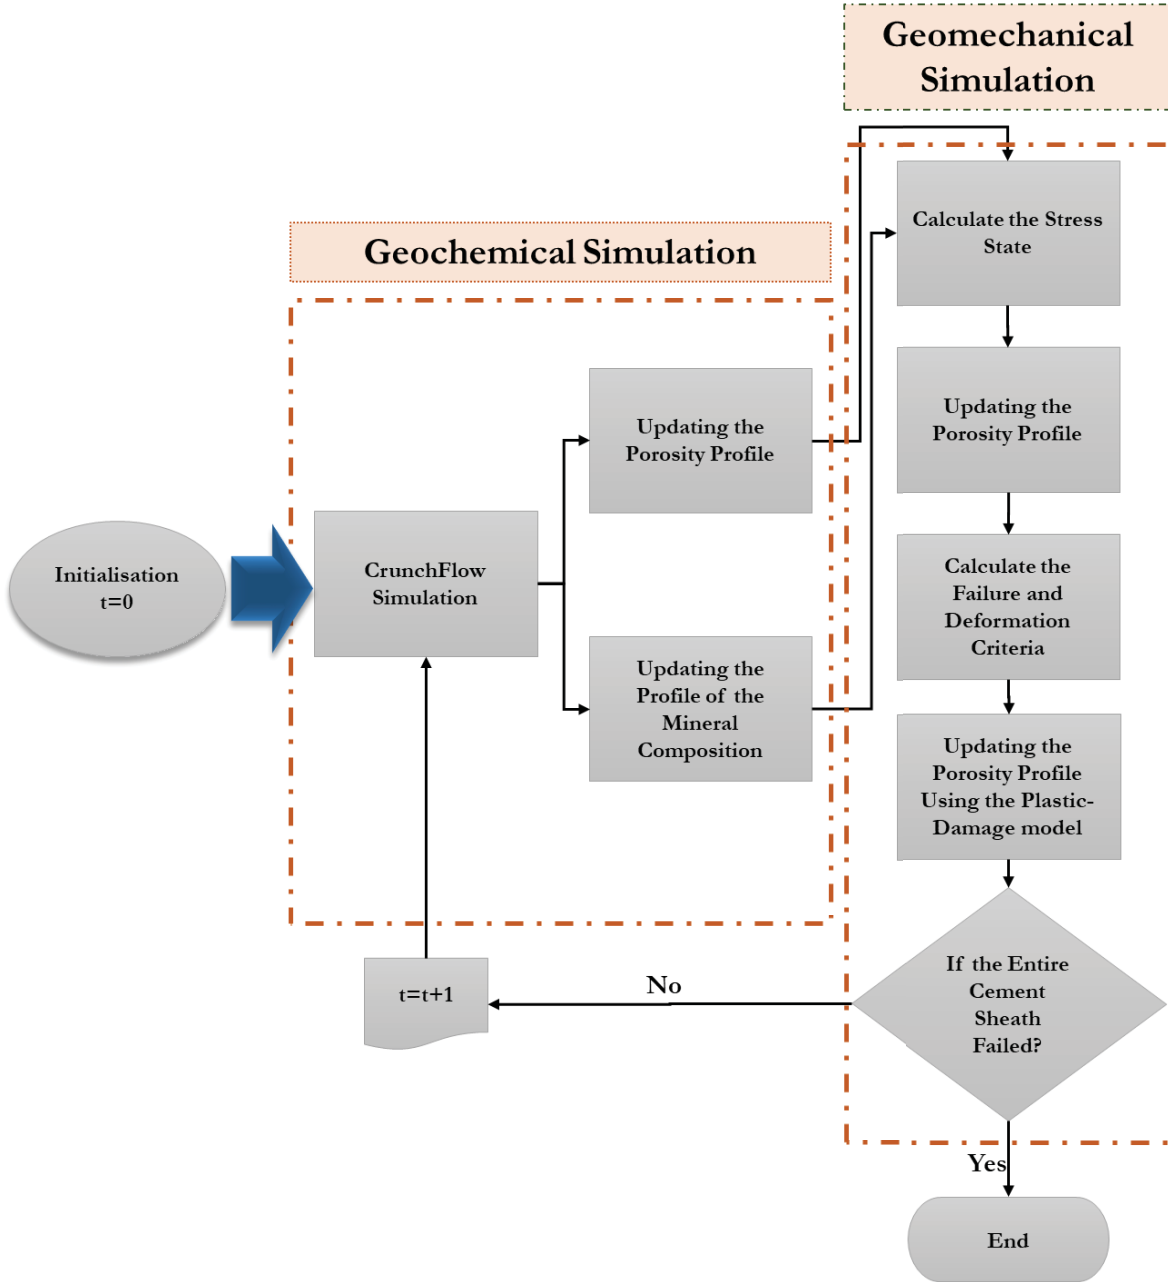 Geomechanical
Simulation
Geochemical Simulation
Calculate the Stress
State
Updating the
Porosity Profile
Updating the
Porosity Profile
Initialisation
t=0
CrunchFlow
Simulation
Calculate the
Failure and
Deformation
Criteria
Updating the
Profile of the
Mineral
Composition
Updating the
Porosity Profile
Using the Plastic-
Damage model
If the Entire
Cement
Sheath
Failed?
No
t=t+1
Yes
End